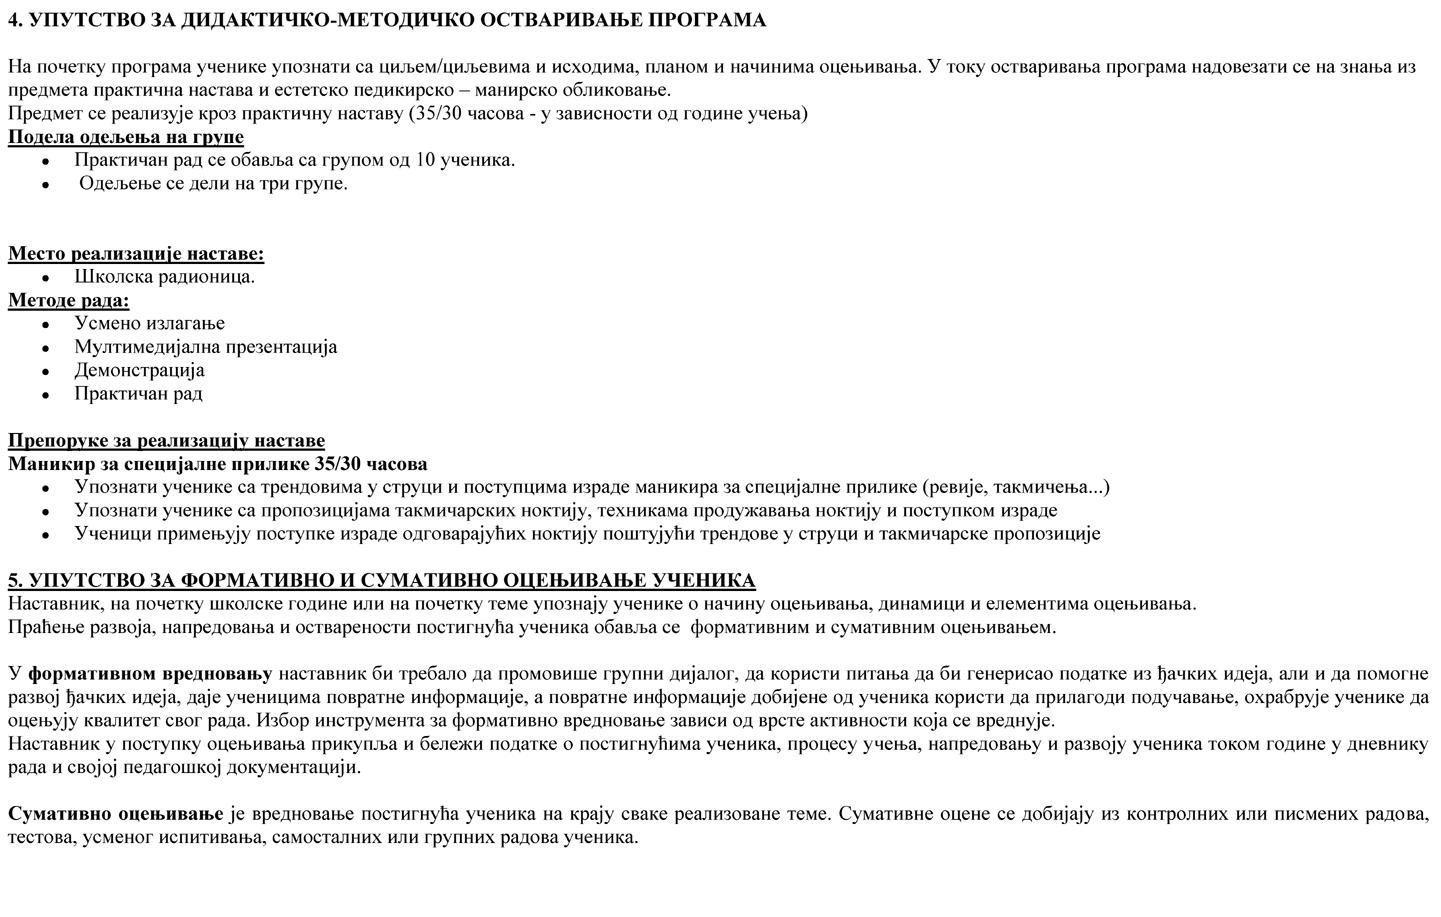 4. УПУТСТВО ЗА ДИДАКТИЧКО-МЕТОДИЧКО ОСТВАРИВАЊЕ ПРОГРАМА
На почетку програма ученике упознати са циљем/циљевима и исходима, планом и начинима оцењивања. У току остваривања програма надовезати се на знања из
предмета практична настава и естетско педикирско – манирско обликовање.
Предмет се реализује кроз практичну наставу (35/30 часова - у зависности од године учења)
Подела одељења на групе
• Практичан рад се обавља са групом од 10 ученика.
• Одељење се дели на три групе.
Место реализације наставе:
• Школска радионица.
Методе рада:
• Усмено излагање
• Мултимедијална презентација
• Демонстрација
• Практичан рад
Препоруке за реализацију наставе
Маникир за специјалне прилике 35/30 часова
• Упознати ученике са трендовима у струци и поступцима израде маникира за специјалне прилике (ревије, такмичења...)
• Упознати ученике са пропозицијама такмичарских ноктију, техникама продужавања ноктију и поступком израде
• Ученици примењују поступке израде одговарајућих ноктију поштујући трендове у струци и такмичарске пропозиције
5. УПУТСТВО ЗА ФОРМАТИВНО И СУМАТИВНО ОЦЕЊИВАЊЕ УЧЕНИКА
Наставник, на почетку школске године или на почетку теме упознају ученике о начину оцењивања, динамици и елементима оцењивања.
Праћење развоја, напредовања и остварености постигнућа ученика обавља се формативним и сумативним оцењивањем.
У формативном вредновању наставник би требало да промовише групни дијалог, да користи питања да би генерисао податке из ђачких идеја, али и да помогне
развој ђачких идеја, даје ученицима повратне информације, а повратне информације добијене од ученика користи да прилагоди подучавање, охрабрује ученике да
оцењују квалитет свог рада. Избор инструмента за формативно вредновање зависи од врсте активности која се вреднује.
Наставник у поступку оцењивања прикупља и бележи податке о постигнућима ученика, процесу учења, напредовању и развоју ученика током године у дневнику
рада и својој педагошкој документацији.
Сумативно оцењивање је вредновање постигнућа ученика на крају сваке реализоване теме. Сумативне оцене се добијају из контролних или писмених радова,
тестова, усменог испитивања, самосталних или групних радова ученика.